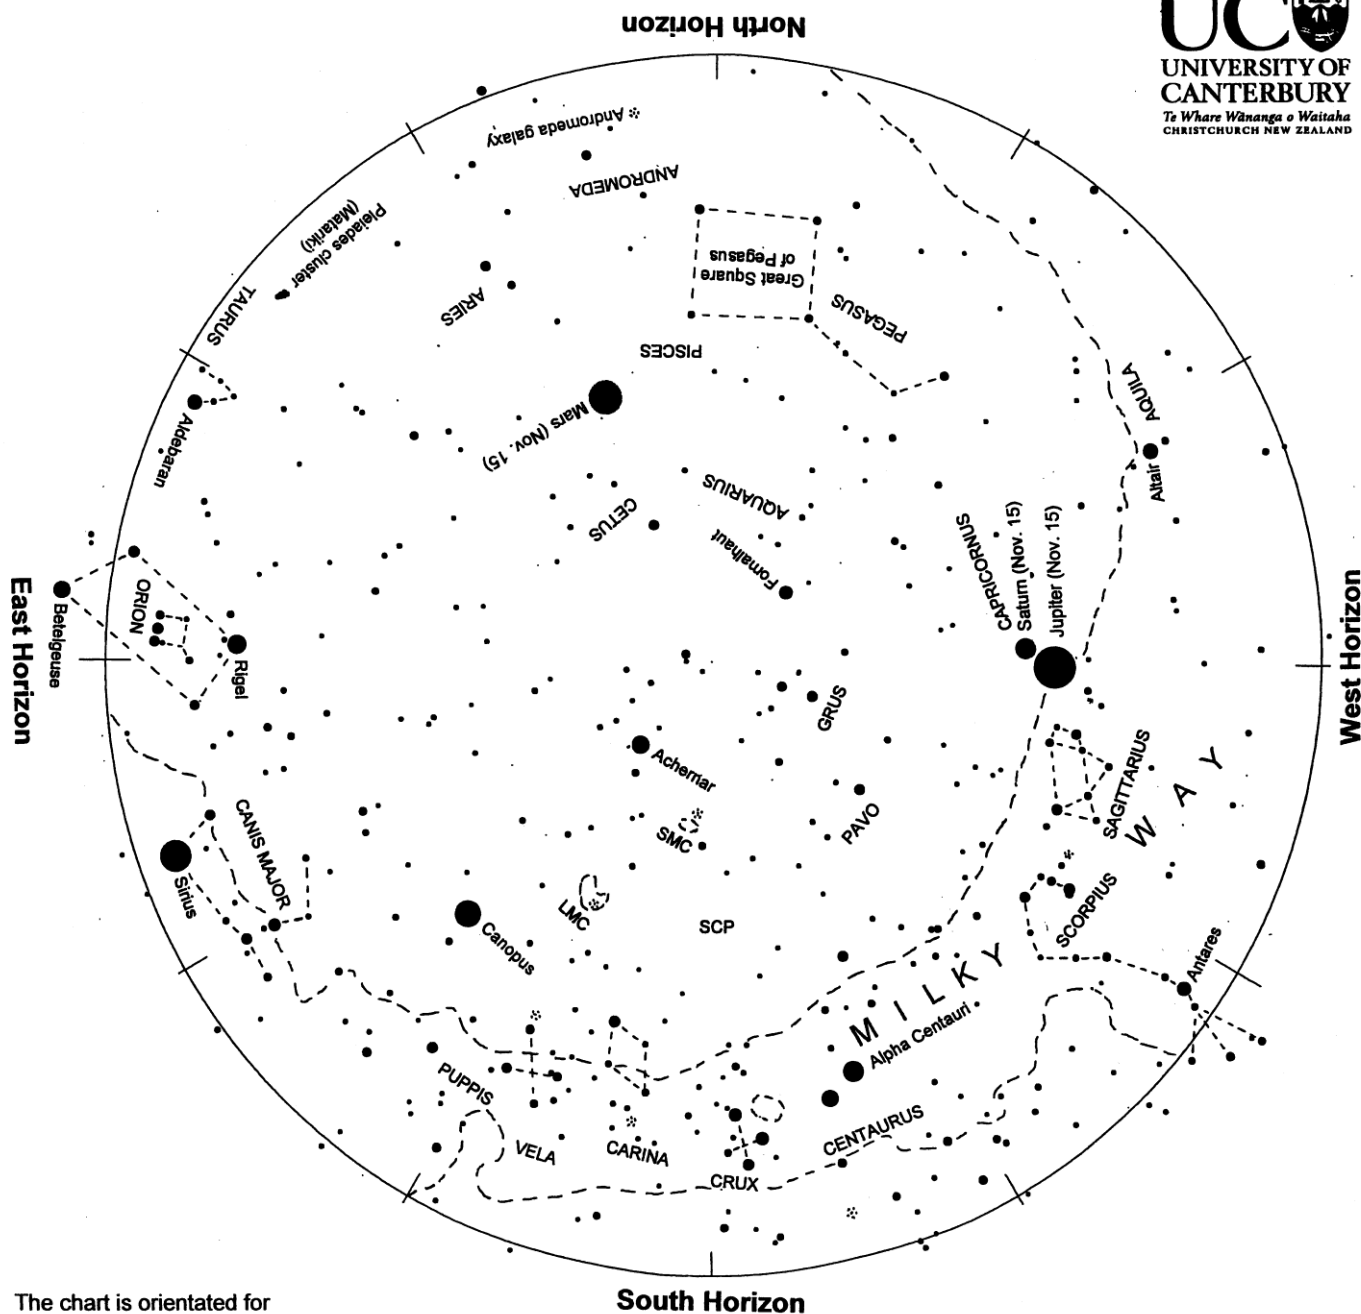 North Horizon
UC
UNIVERSITY OF
CANTERBURY
Te Whare Wānanga o Waitaha
CHRISTCHURCH NEW ZEALAND
Andromeda galaxy
ANDROMEDA
Pleiades cluster
(Matariki)
Great Square
of Pegasus
TAURUS
ARIES
PEGASUS
PISCES
AQUILA
Mars (Nov. 15)
Aldebaran
Altair
AQUARIUS
CETUS
Fomalhaut
CAPRICORNUS
Saturn (Nov. 15)
Jupiter (Nov. 15)
East Horizon
Betelgeuse
ORION
Rigel
West Horizon
GRUS
Achernar
SAGITTARIUS
SMC
PAVO
CANIS MAJOR
Sirius
LMC
SCP
Canopus
SCORPIUS
Antares
MILKY WAY
Alpha Centauri
PUPPIS
VELA
CARINA
CENTAURUS
CRUX
South Horizon
The chart is orientated for